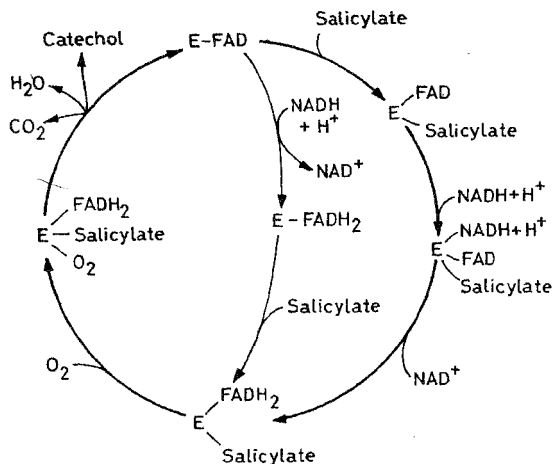 Salicylate
Catechol
E-FAD
H₂O
CO₂
NADH
+ H⁺
NAD⁺
FAD
E
Salicylate
NADH+H⁺
FADH₂
E
Salicylate
O₂
E-FADH₂
NADH+H⁺
E
FAD
Salicylate
Salicylate
O₂
NAD⁺
FADH₂
E
Salicylate